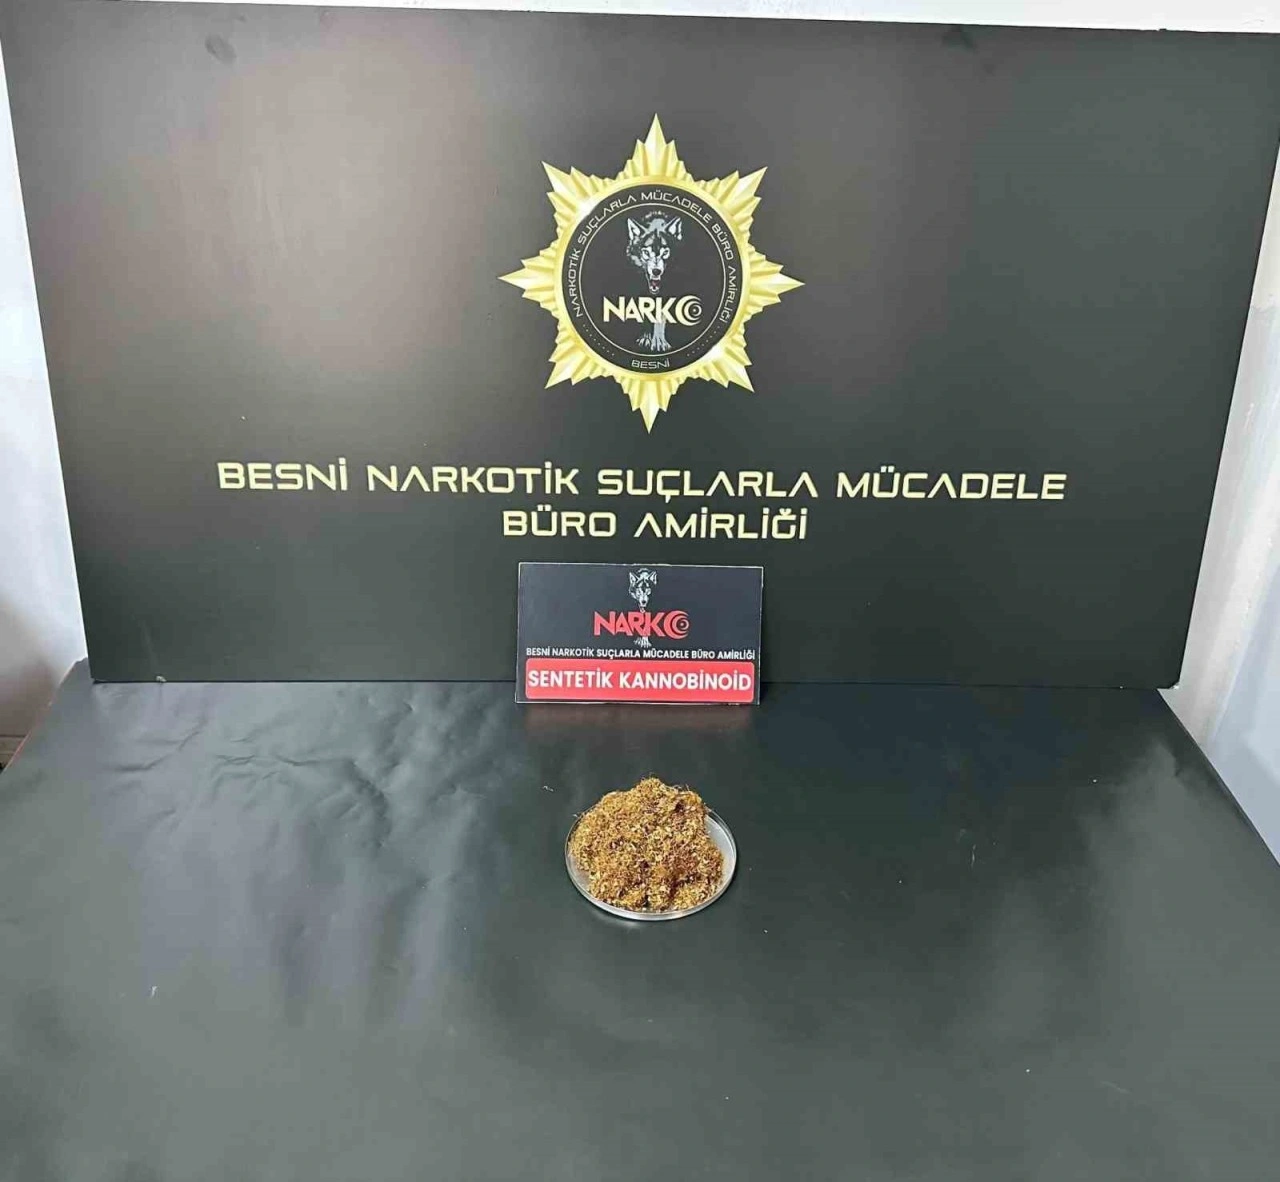 NARKOTİK SUÇLARLA MÜCADELE BÜRO AMİRLİĞİ
NARKO
BESNİ
BESNİ NARKOTİK SUÇLARLA MÜCADELE
BÜRO AMİRLİĞİ
NARKO
BESNİ NARKOTİK SUÇLARLA MÜCADELE BÜRO AMİRLİĞİ
SENTETİK KANNOBİNOİD